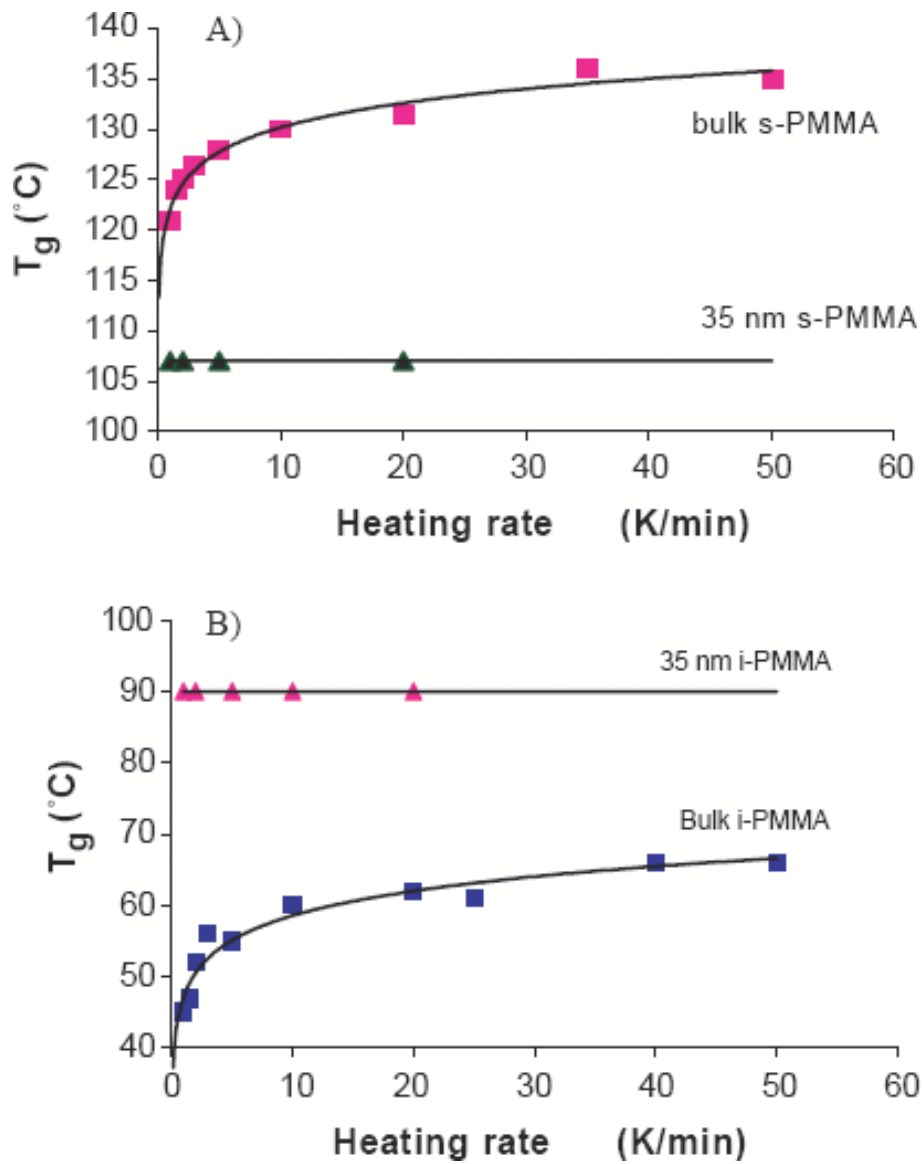 A)
140
135
130
125
120
115
110
105
100
Tg (°C)
bulk s-PMMA
35 nm s-PMMA
0 10 20 30 40 50 60
Heating rate (K/min)
B)
100
90
80
70
60
50
40
Tg (°C)
35 nm i-PMMA
Bulk i-PMMA
0 10 20 30 40 50 60
Heating rate (K/min)